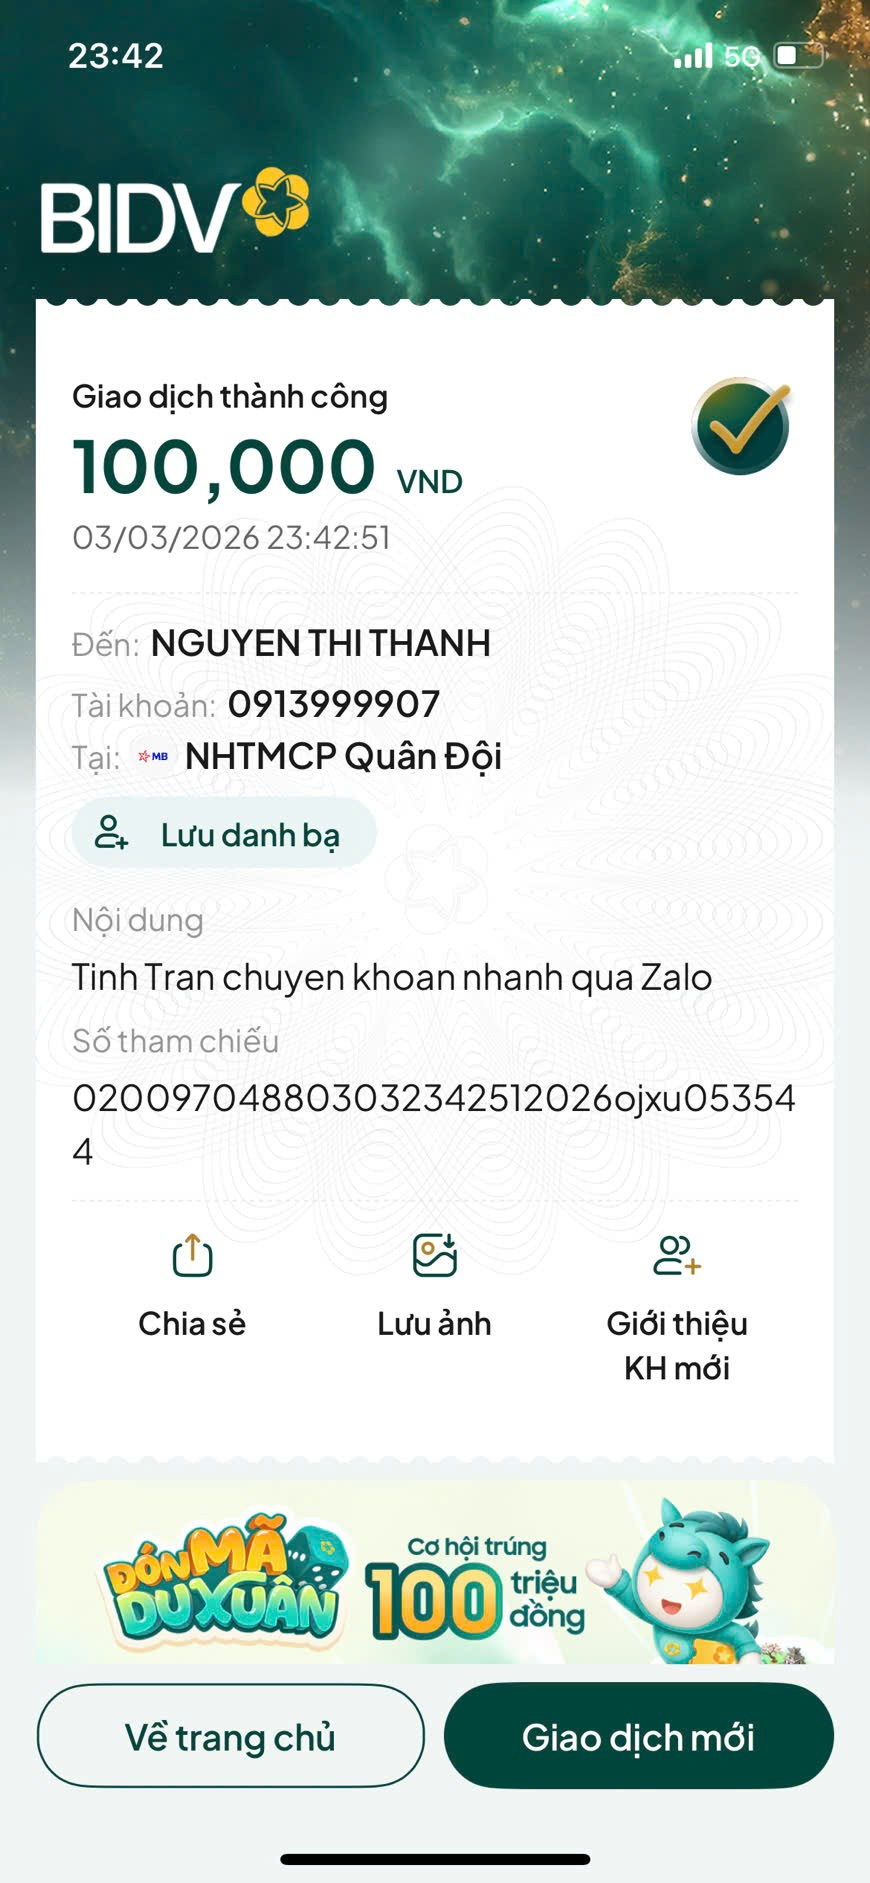 23:42
5G
BIDV
Giao dịch thành công
100,000 VND
03/03/2026 23:42:51
Đến: NGUYEN THI THANH
Tài khoản: 0913999907
Tại: MB NHTMCP Quân Đội
Lưu danh bạ
Nội dung
Tinh Tran chuyen khoan nhanh qua Zalo
Số tham chiếu
020097048803032342512026ojxu05354
4
Chia sẻ
Lưu ảnh
Giới thiệu
KH mới
ĐÓN MÃ
DU XUÂN
Cơ hội trúng
100 triệu
đồng
Về trang chủ
Giao dịch mới